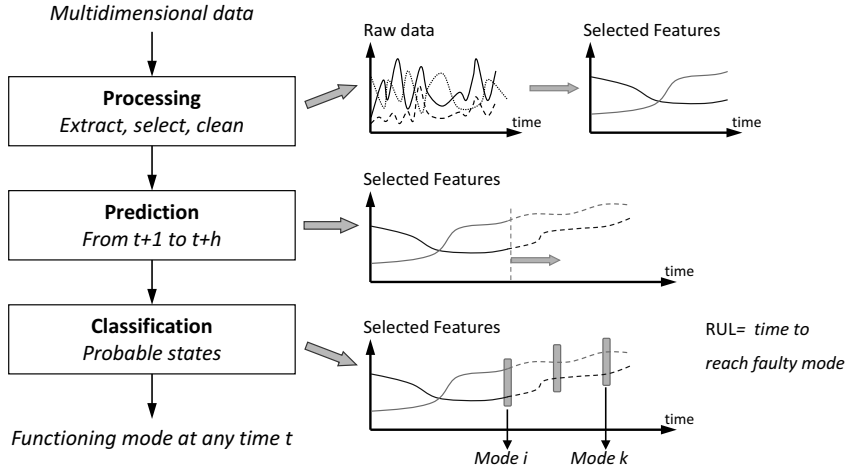 Multidimensional data
Processing
Extract, select, clean
Raw data
time
Selected Features
time
Prediction
From t+1 to t+h
Selected Features
time
Classification
Probable states
Selected Features
time
Mode i
Mode k
RUL= time to
reach faulty mode
Functioning mode at any time t